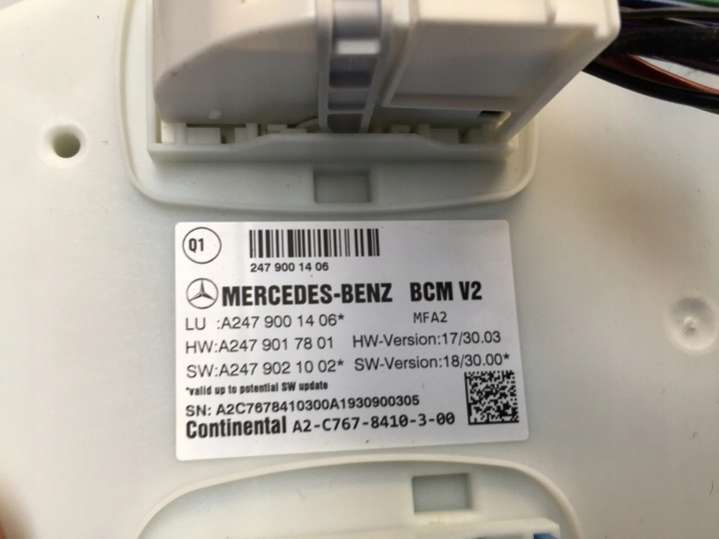 Q1
247 900 14 06
MERCEDES-BENZ BCM V2
LU :A247 900 14 06* MFA2
HW:A247 901 78 01 HW-Version:17/30.03
SW:A247 902 10 02* SW-Version:18/30.00*
*valid up to potential SW update
SN: A2C7678410300A1930900305
Continental A2-C767-8410-3-00